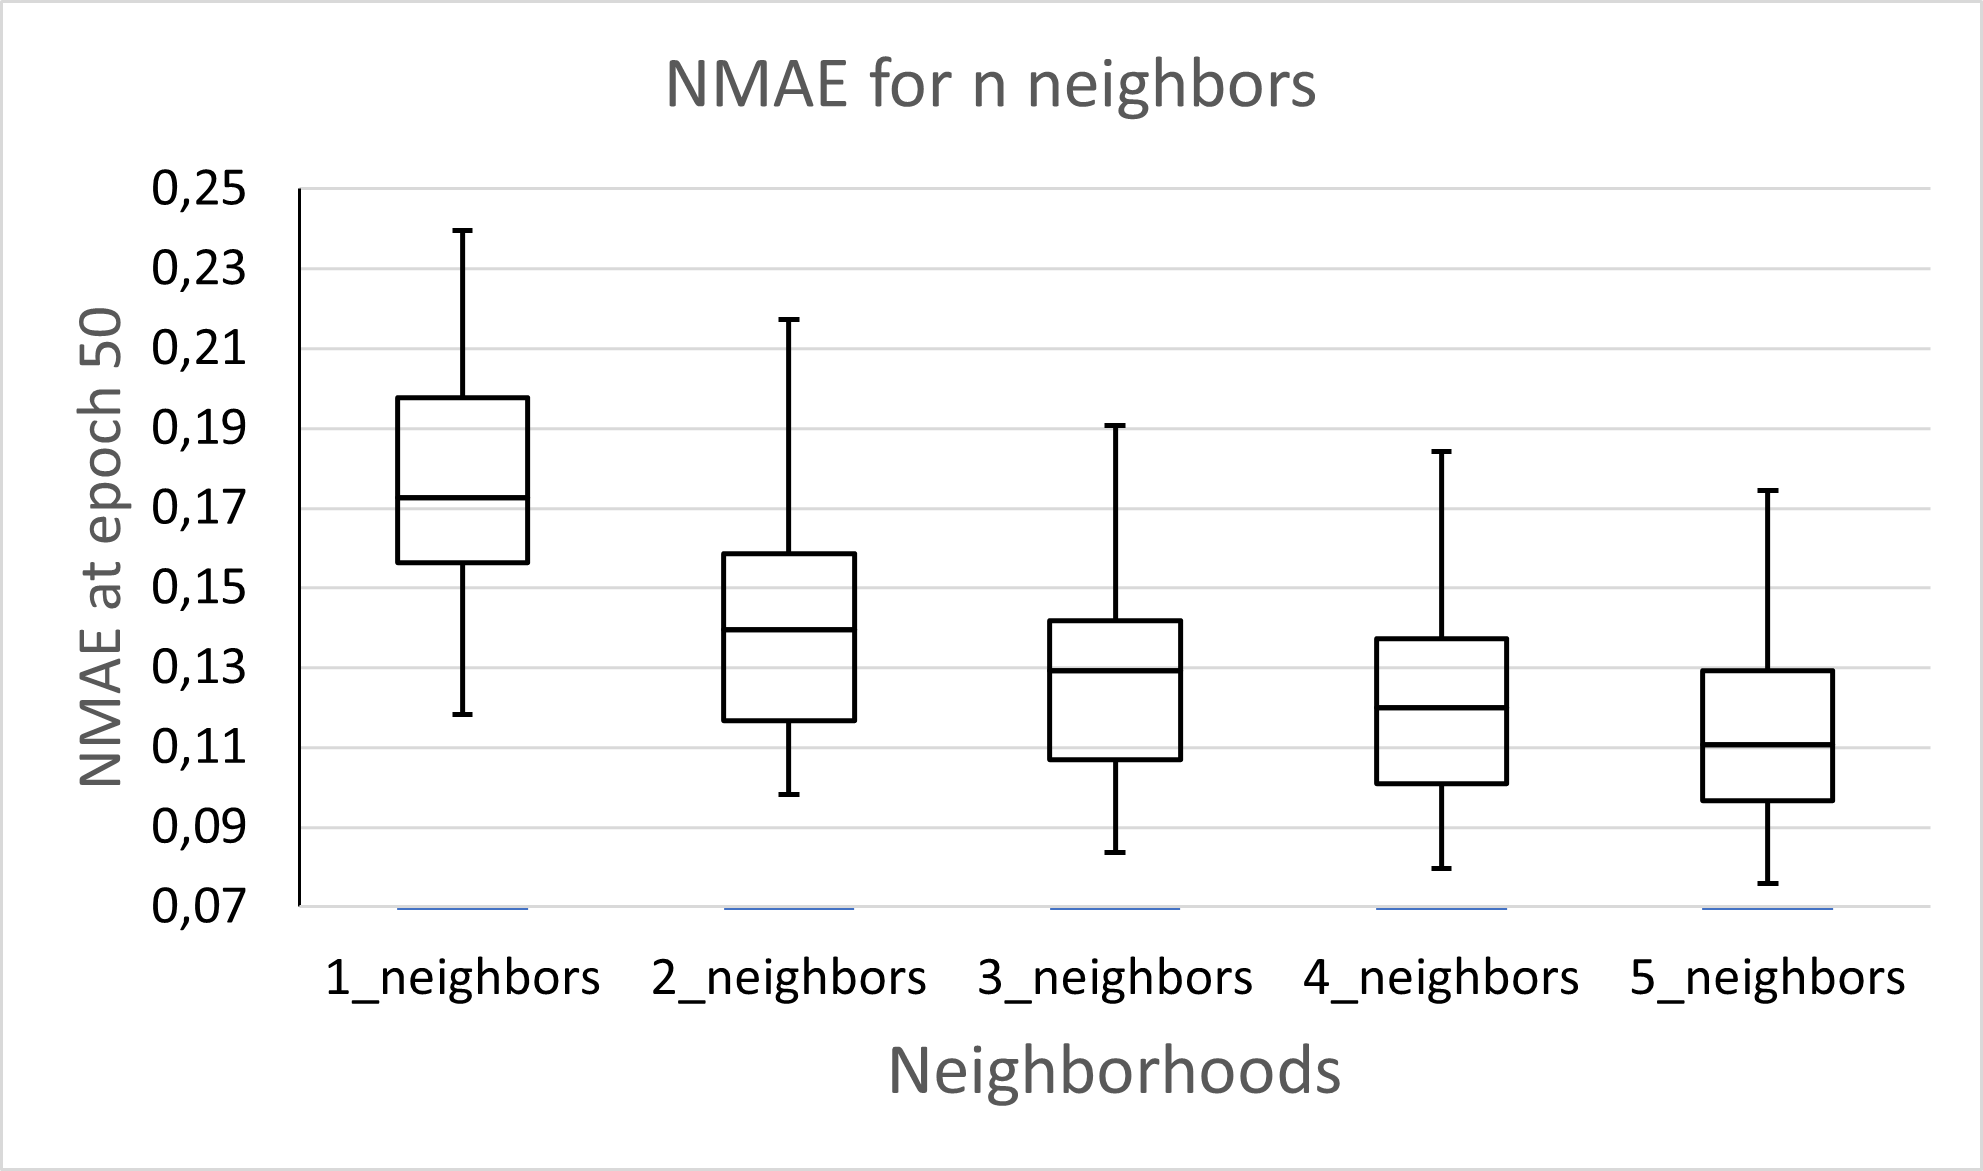 NMAE for n neighbors
NMAE at epoch 50
0,25
0,23
0,21
0,19
0,17
0,15
0,13
0,11
0,09
0,07
1_neighbors 2_neighbors 3_neighbors 4_neighbors 5_neighbors
Neighborhoods